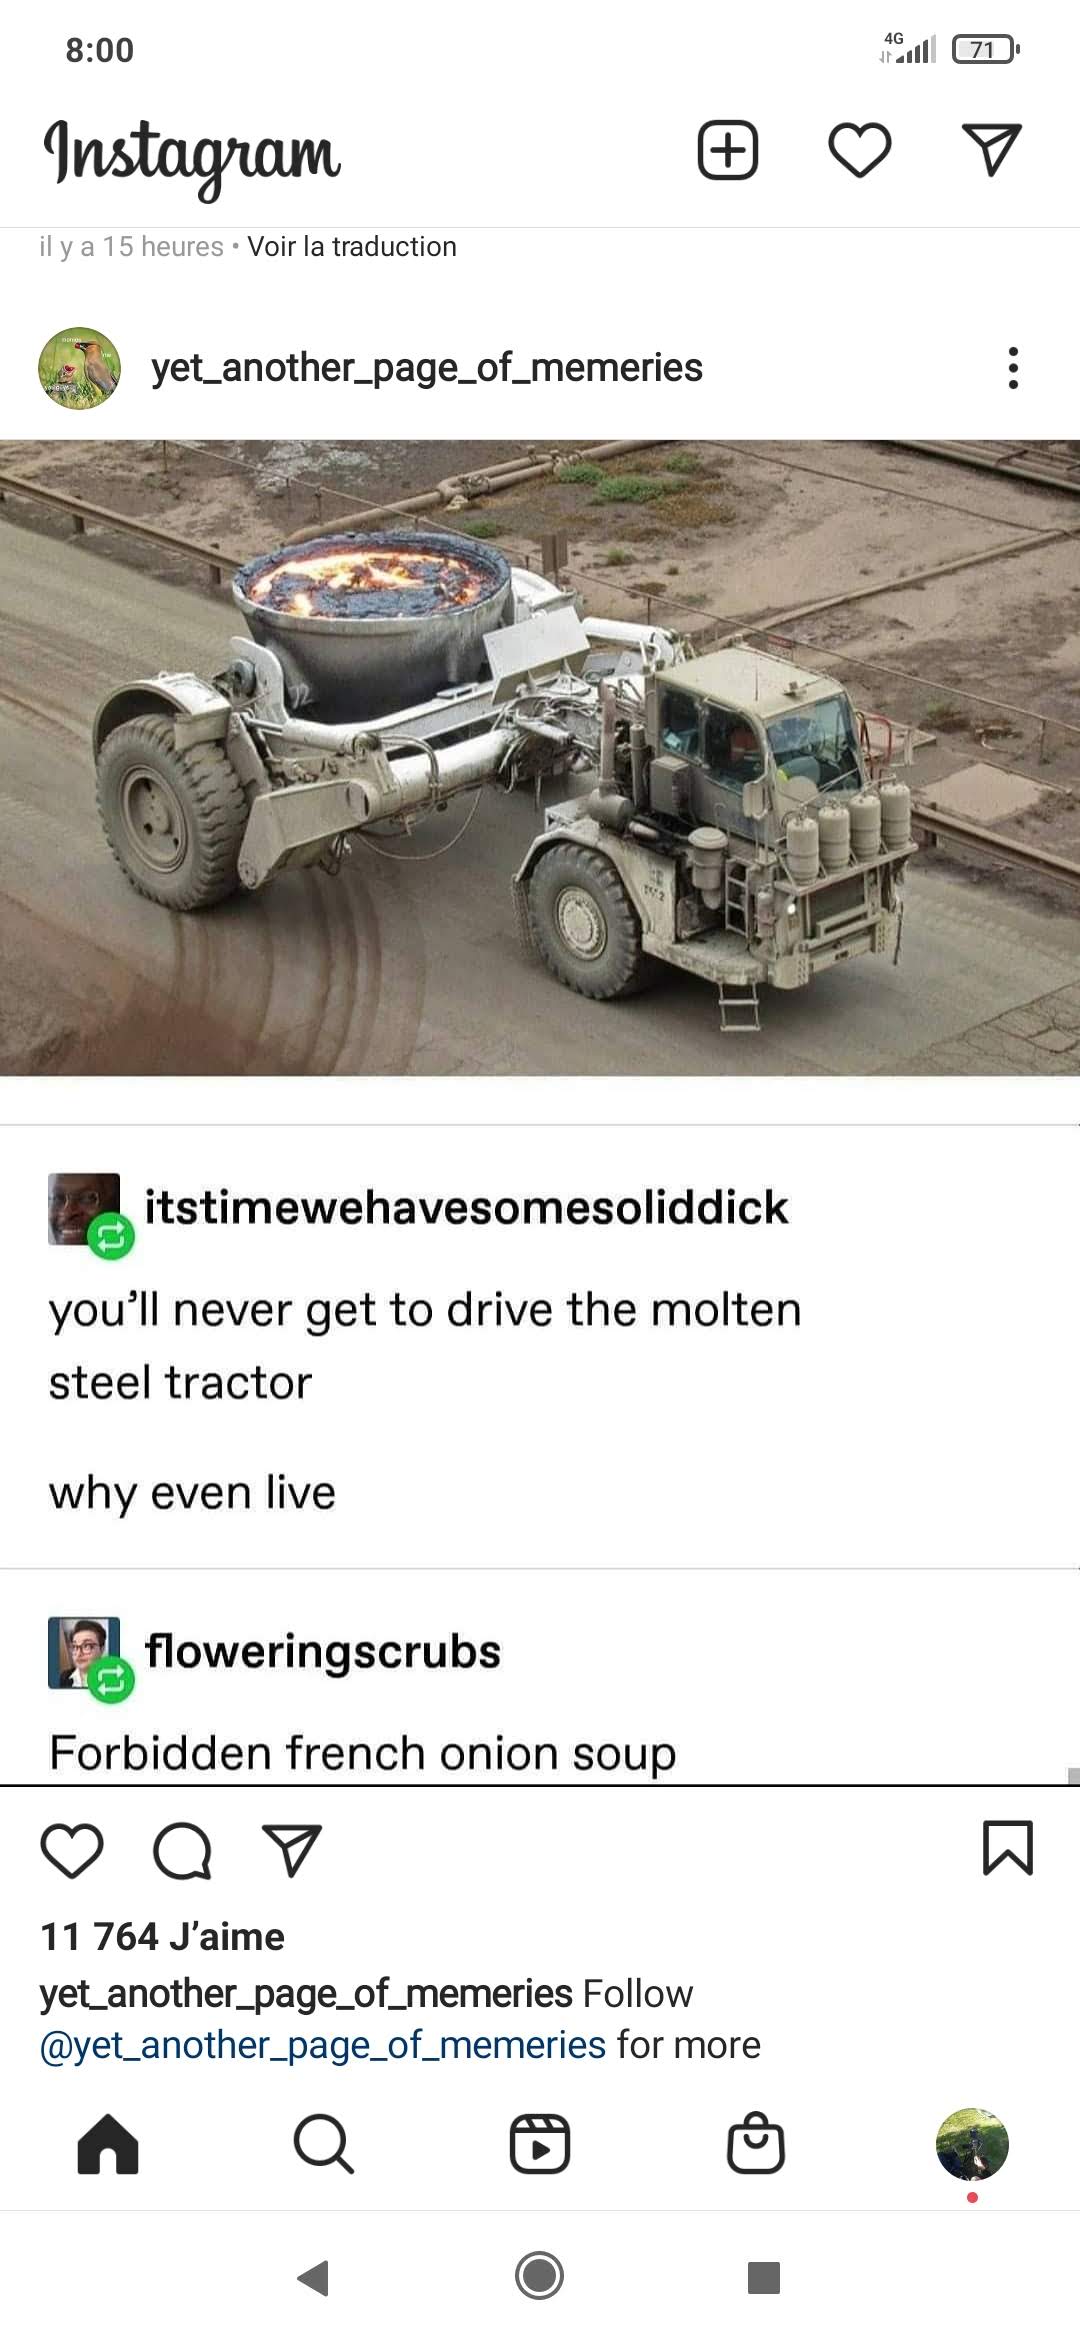 8:00
4G
71
Instagram
il y a 15 heures • Voir la traduction
yet_another_page_of_memeries
itstimewehavesomesoliddick
you'll never get to drive the molten
steel tractor
why even live
floweringscrubs
Forbidden french onion soup
11 764 J'aime
yet_another_page_of_memeries Follow
@yet_another_page_of_memeries for more